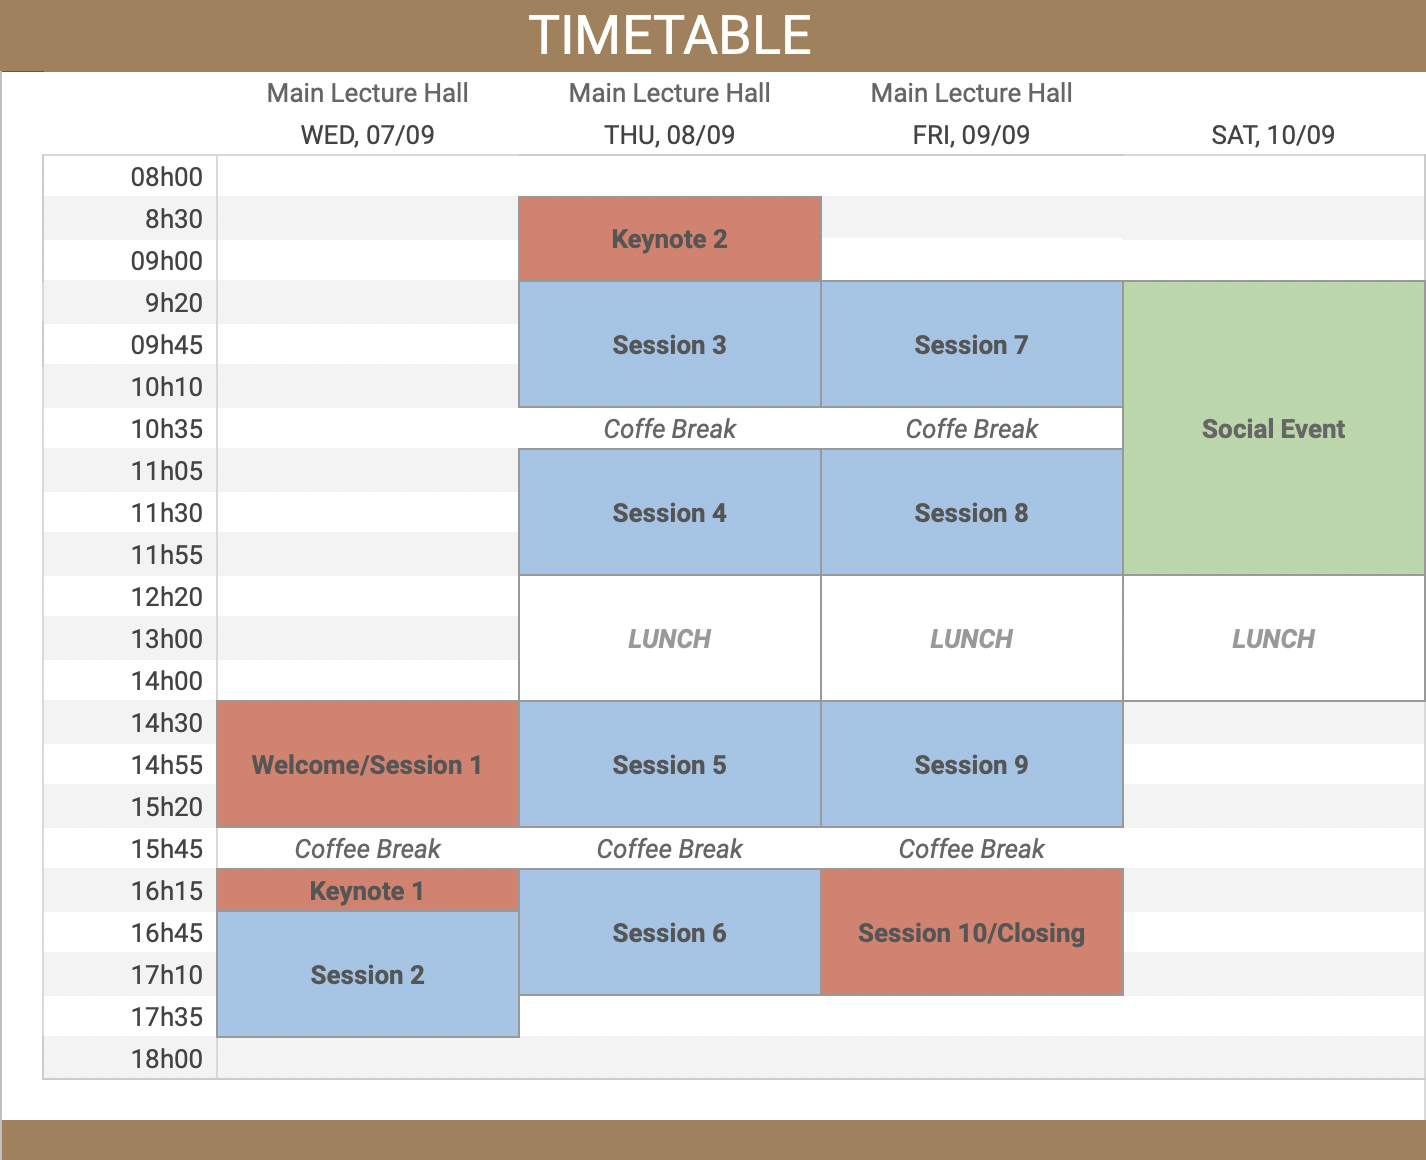 TIMETABLE
Main Lecture Hall Main Lecture Hall Main Lecture Hall
WED, 07/09 THU, 08/09 FRI, 09/09 SAT, 10/09
08h00
8h30
Keynote 2
09h00
9h20
09h45 Session 3 Session 7
10h10
10h35 Coffe Break Coffe Break Social Event
11h05
11h30 Session 4 Session 8
11h55
12h20
13h00 LUNCH LUNCH LUNCH
14h00
14h30
14h55 Welcome/Session 1 Session 5 Session 9
15h20
15h45 Coffee Break Coffee Break Coffee Break
16h15 Keynote 1
16h45 Session 6 Session 10/Closing
17h10 Session 2
17h35
18h00